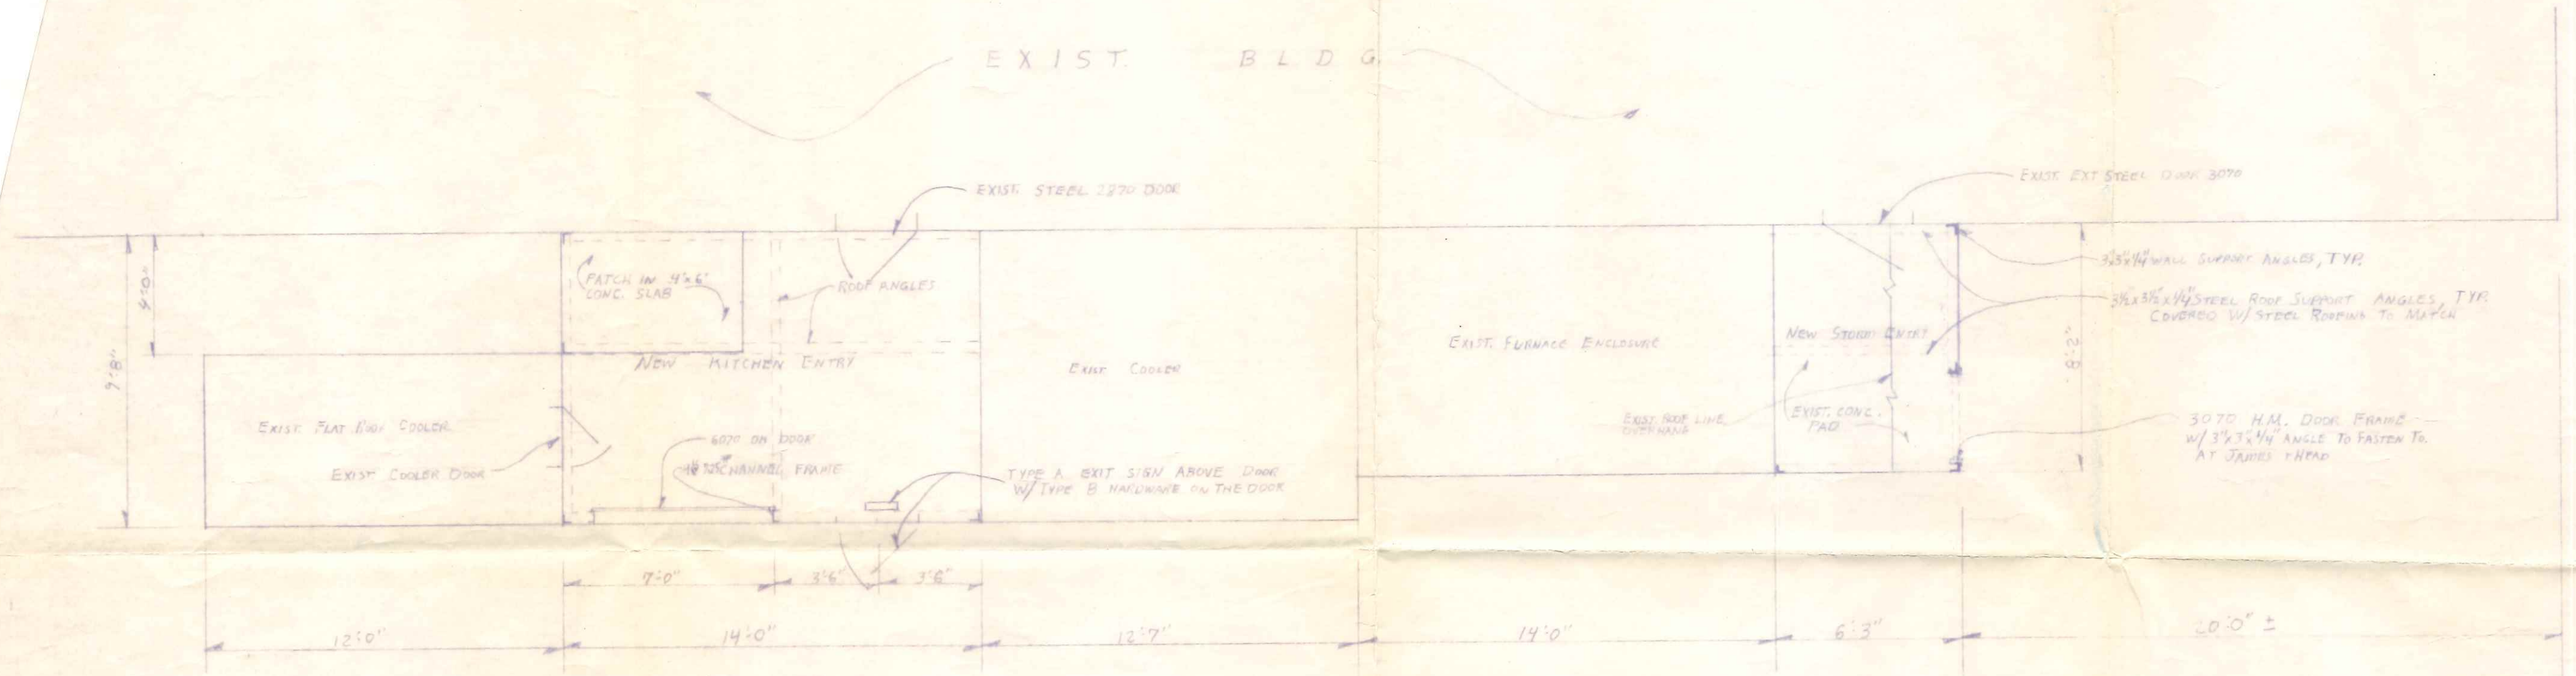 EXIST. BLDG.
EXIST. STEEL 2870 DOOR
EXIST. EXT STEEL DOOR 3070
PATCH IN 4'x6'
CONC. SLAB
ROOF ANGLES
3"x3"x1/4" WALL SUPPORT ANGLES, TYP.
3½"x3½"x1/4" STEEL ROOF SUPPORT ANGLES, TYP.
COVERED W/ STEEL ROOFING TO MATCH
4'-0"
9'-8"
NEW KITCHEN ENTRY
EXIST. COOLER
EXIST. FURNACE ENCLOSURE
NEW STORM ENTRY
8'-2"
EXIST. FLAT ROOF COOLER
EXIST COOLER DOOR
6070 OH DOOR
CHANNEL FRAME
TYPE A EXIT SIGN ABOVE DOOR
W/ TYPE B HARDWARE ON THE DOOR
EXIST. ROOF LINE
OVERHANG
EXIST. CONC.
PAD
3070 H.M. DOOR FRAME
W/ 3"x3"x1/4" ANGLE TO FASTEN TO.
AT JAMBS & HEAD
7'-0"
3'-6"
3'-6"
12'-0"
14'-0"
12'-7"
14'-0"
6'-3"
20'-0" ±